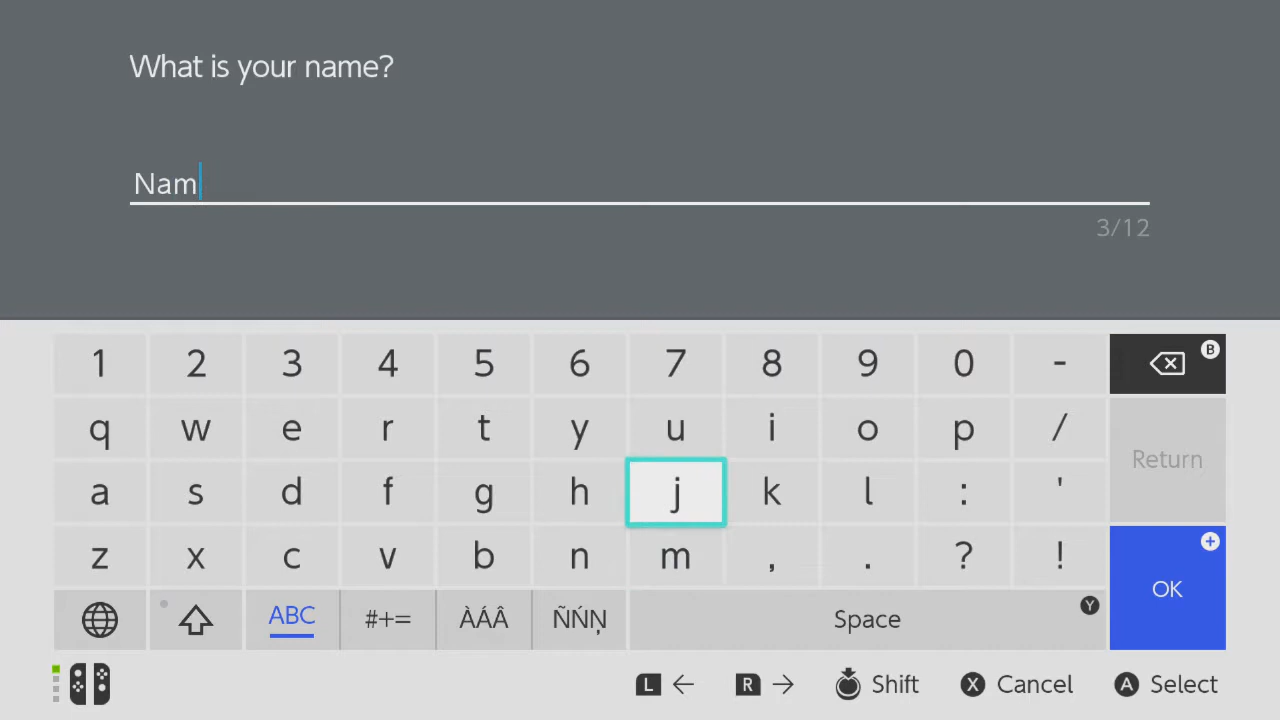 What is your name?
Nam
3/12
1 2 3 4 5 6 7 8 9 0 - B
q w e r t y u i o p / Return
a s d f g h j k l : '
z x c v b n m , . ? ! + OK
ABC #+= ÀÁÂ ÑŃŅ Space Y
L ← R → Shift X Cancel A Select